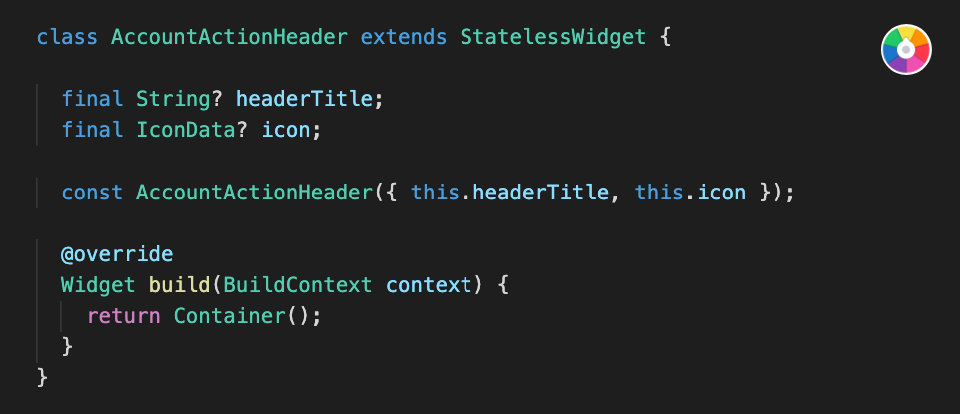 class AccountActionHeader extends StatelessWidget {
final String? headerTitle;
final IconData? icon;
const AccountActionHeader({ this.headerTitle, this.icon });
@override
Widget build(BuildContext context) {
return Container();
}
}